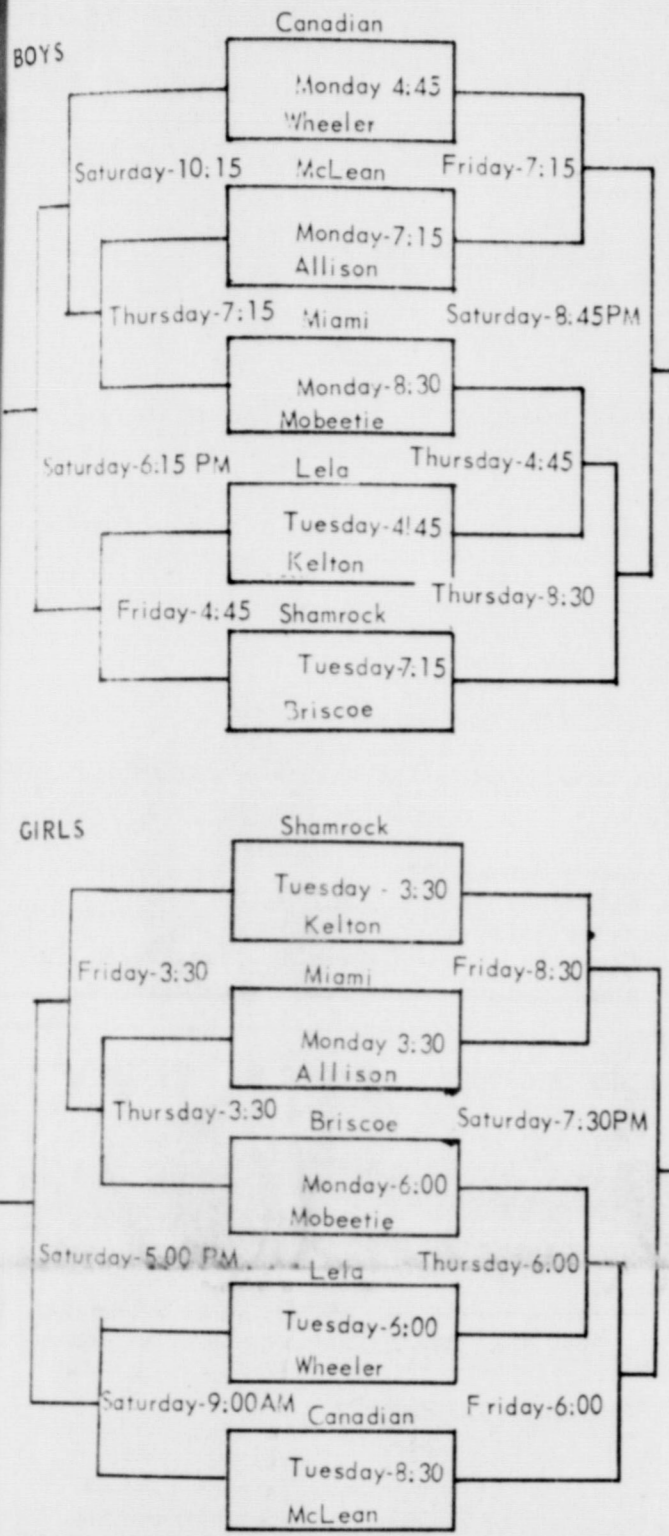 Canadian
BOYS
Monday 4:45
Wheeler
Saturday-10:15
McLean
Friday-7:15
Monday-7:15
Allison
Thursday-7:15
Miami
Saturday-8:45PM
Monday-8:30
Mobeetie
Saturday-6:15 PM
Lela
Thursday-4:45
Tuesday-4:45
Kelton
Thursday-8:30
Friday-4:45
Shamrock
Tuesday-7:15
Briscoe
GIRLS
Shamrock
Tuesday - 3:30
Kelton
Friday-3:30
Miami
Friday-8:30
Monday 3:30
Allison
Thursday-3:30
Briscoe
Saturday-7:30PM
Monday-6:00
Mobeetie
Saturday-5.00 PM
Lela
Thursday-6.00
Tuesday-6:00
Wheeler
Saturday-9:00AM
Canadian
Friday-6:00
Tuesday-8:30
McLean